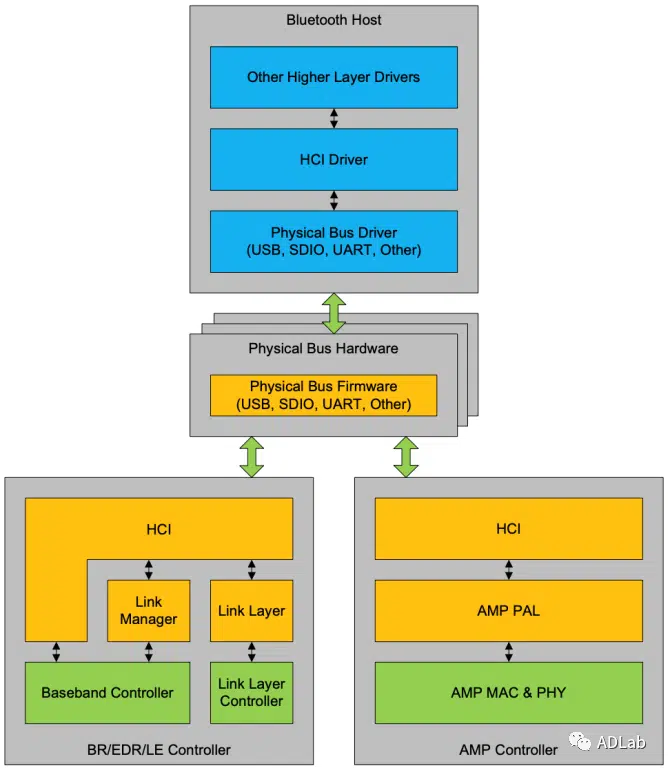 Bluetooth Host
Other Higher Layer Drivers
HCI Driver
Physical Bus Driver
(USB, SDIO, UART, Other)
Physical Bus Hardware
Physical Bus Firmware
(USB, SDIO, UART, Other)
HCI
Link
Manager
Link Layer
Baseband Controller
Link Layer
Controller
BR/EDR/LE Controller
HCI
AMP PAL
AMP MAC & PHY
AMP Controller
ADLab